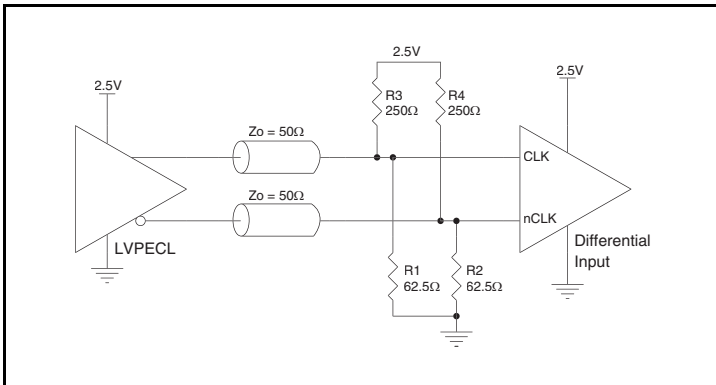 2.5V
2.5V
2.5V
R3
250Ω
R4
250Ω
Zo = 50Ω
CLK
Zo = 50Ω
nCLK
LVPECL
Differential
Input
R1
62.5Ω
R2
62.5Ω